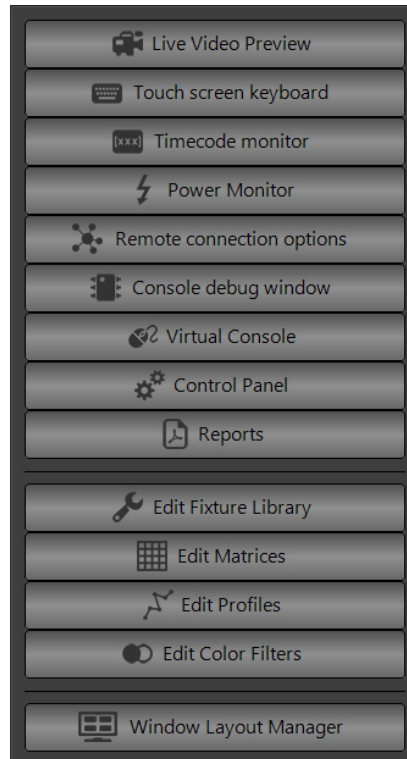 Live Video Preview
Touch screen keyboard
[xxx] Timecode monitor
Power Monitor
Remote connection options
Console debug window
Virtual Console
Control Panel
Reports
Edit Fixture Library
Edit Matrices
Edit Profiles
Edit Color Filters
Window Layout Manager